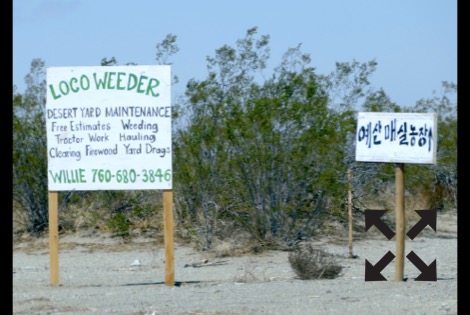 LOCO WEEDER
DESERT YARD MAINTENANCE
Free Estimates Weeding
Tractor Work Hauling
Clearing Firewood Yard Drags
WILLIE 760-680-3846
예산매실농장